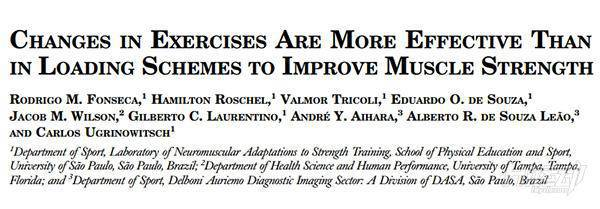 CHANGES IN EXERCISES ARE MORE EFFECTIVE THAN
IN LOADING SCHEMES TO IMPROVE MUSCLE STRENGTH
RODRIGO M. FONSECA,¹ HAMILTON ROSCHEL,¹ VALMOR TRICOLI,¹ EDUARDO O. DE SOUZA,¹
JACOB M. WILSON,² GILBERTO C. LAURENTINO,¹ ANDRÉ Y. AIHARA,³ ALBERTO R. DE SOUZA LEÃO,³
AND CARLOS UGRINOWITSCH¹
¹Department of Sport, Laboratory of Neuromuscular Adaptations to Strength Training, School of Physical Education and Sport,
University of São Paulo, São Paulo, Brazil; ²Department of Health Science and Human Performance, University of Tampa, Tampa,
Florida; and ³Department of Sport, Delboni Auriemo Diagnostic Imaging Sector: A Division of DASA, São Paulo, Brazil